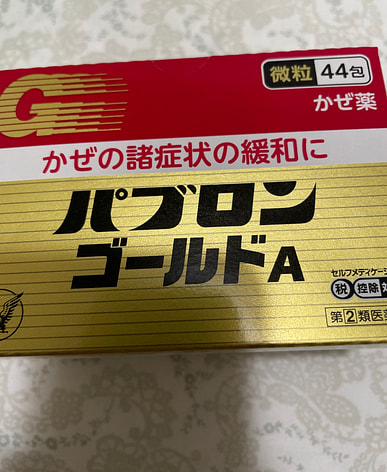 G
微粒 44包
かぜ薬
かぜの諸症状の緩和に
パブロン
ゴールドA
セルフメディケーシ
税 控除
第②類医